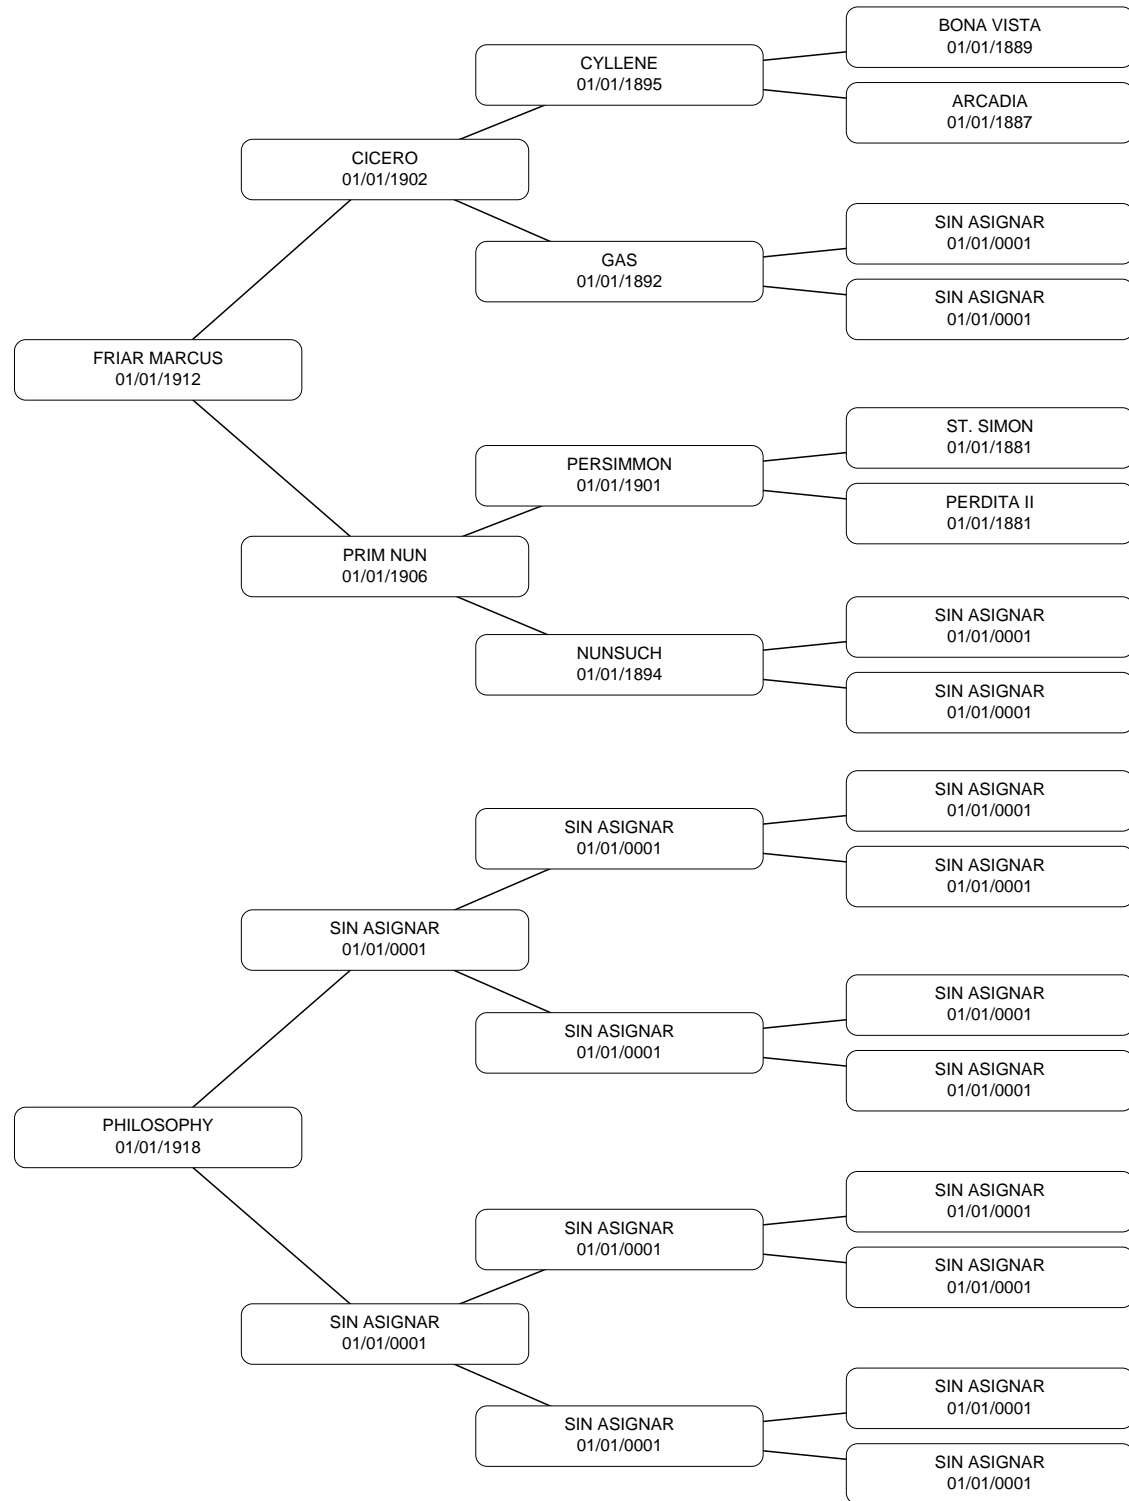 BONA VISTA
01/01/1889
CYLLENE
01/01/1895
ARCADIA
01/01/1887
CICERO
01/01/1902
SIN ASIGNAR
01/01/0001
GAS
01/01/1892
SIN ASIGNAR
01/01/0001
FRIAR MARCUS
01/01/1912
ST. SIMON
01/01/1881
PERSIMMON
01/01/1901
PERDITA II
01/01/1881
PRIM NUN
01/01/1906
SIN ASIGNAR
01/01/0001
NUNSUCH
01/01/1894
SIN ASIGNAR
01/01/0001
SIN ASIGNAR
01/01/0001
SIN ASIGNAR
01/01/0001
SIN ASIGNAR
01/01/0001
SIN ASIGNAR
01/01/0001
SIN ASIGNAR
01/01/0001
SIN ASIGNAR
01/01/0001
SIN ASIGNAR
01/01/0001
PHILOSOPHY
01/01/1918
SIN ASIGNAR
01/01/0001
SIN ASIGNAR
01/01/0001
SIN ASIGNAR
01/01/0001
SIN ASIGNAR
01/01/0001
SIN ASIGNAR
01/01/0001
SIN ASIGNAR
01/01/0001
SIN ASIGNAR
01/01/0001